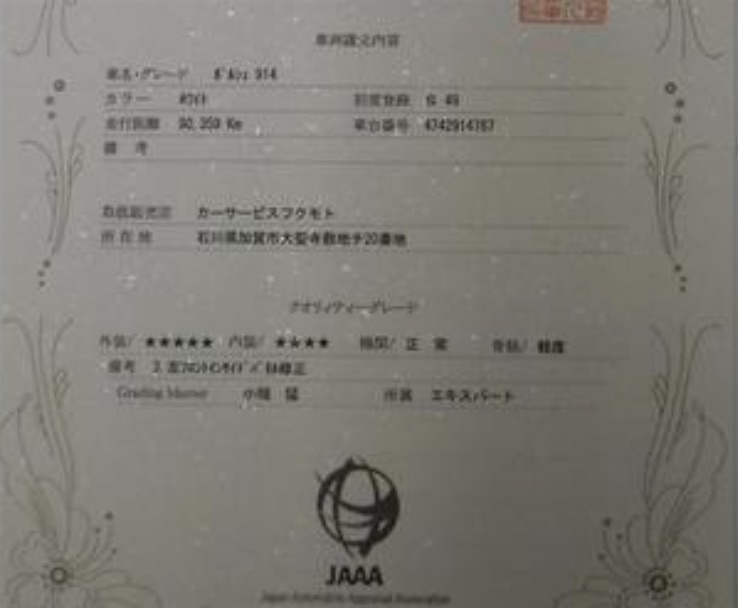 車両鑑定内容
車名・グレード ポルシェ 914
カラー ホワイト 初度登録 S 49
走行距離 90,259 Km 車台番号 4742914787
備 考
取扱販売店 カーサービスフクモト
所 在 地 石川県加賀市大聖寺敷地チ20番地
クオリティーグレード
外装/ ★★★★★ 内装/ ★★★★ 機関/ 正 常 骨格/ 軽度
備考 3.左フロントインサイドパネル修正
Grading Master 小畑 猛 所属 エキスパート
JAAA
Japan Automobile Appraisal Association